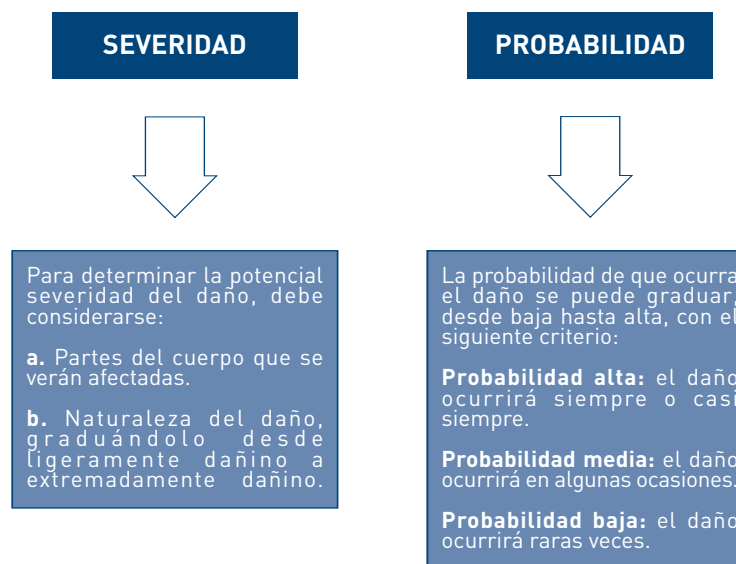 SEVERIDAD
Para determinar la potencial
severidad del daño, debe
considerarse:
a. Partes del cuerpo que se
verán afectadas.
b. Naturaleza del daño,
graduándolo desde
ligeramente dañino a
extremadamente dañino.
PROBABILIDAD
La probabilidad de que ocurra
el daño se puede graduar,
desde baja hasta alta, con el
siguiente criterio:
Probabilidad alta: el daño
ocurrirá siempre o casi
siempre.
Probabilidad media: el daño
ocurrirá en algunas ocasiones.
Probabilidad baja: el daño
ocurrirá raras veces.